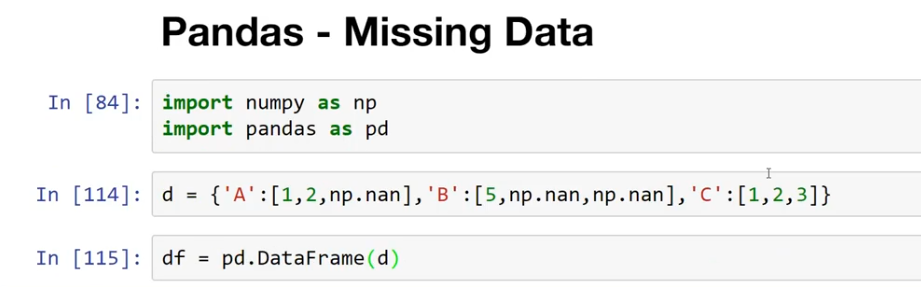 Pandas - Missing Data
In [84]: import numpy as np
import pandas as pd
In [114]: d = {'A':[1,2,np.nan],'B':[5,np.nan,np.nan],'C':[1,2,3]}
In [115]: df = pd.DataFrame(d)